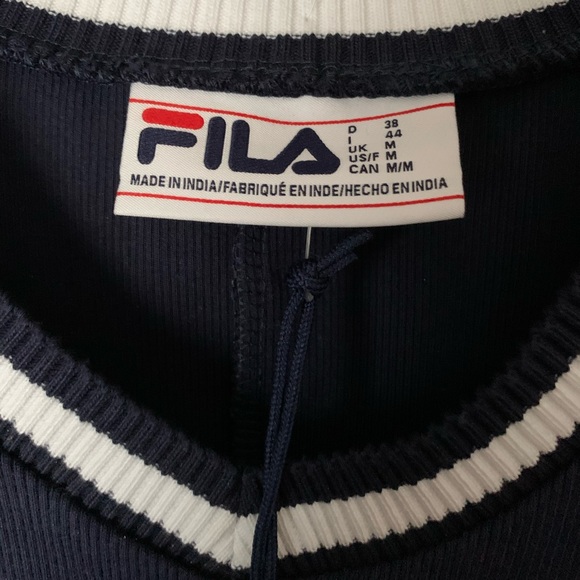 FILA
D 38
I 44
UK M
US/F M
CAN M/M
MADE IN INDIA/FABRIQUÉ EN INDE/HECHO EN INDIA